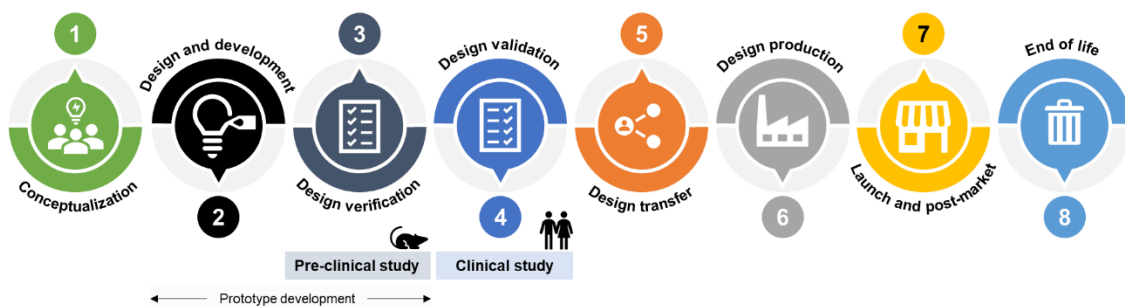 1
Conceptualization
Design and development
2
3
Design verification
Design validation
4
5
Design transfer
Design production
6
7
Launch and post-market
End of life
8
Pre-clinical study
Clinical study
Prototype development